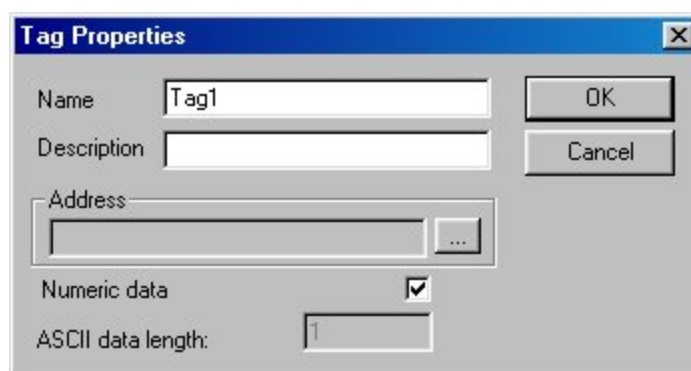 Tag Properties
Name Tag1 OK
Description Cancel
Address
...
Numeric data
ASCII data length: 1